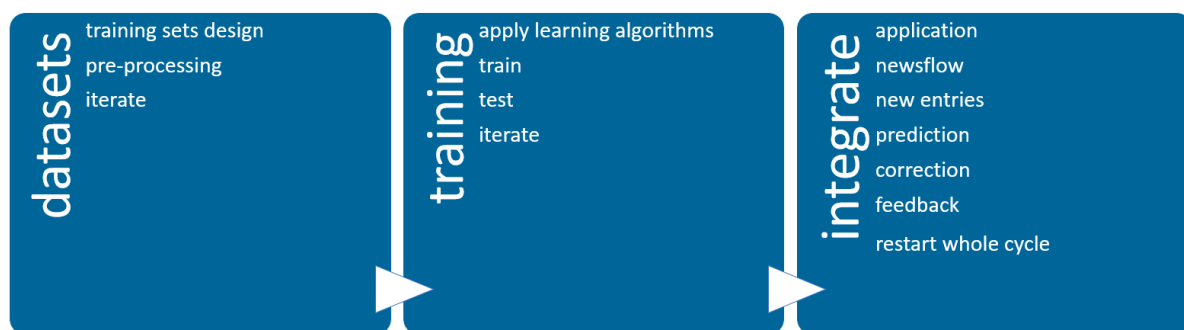 datasets
training sets design
pre-processing
iterate
training
apply learning algorithms
train
test
iterate
integrate
application
newsflow
new entries
prediction
correction
feedback
restart whole cycle